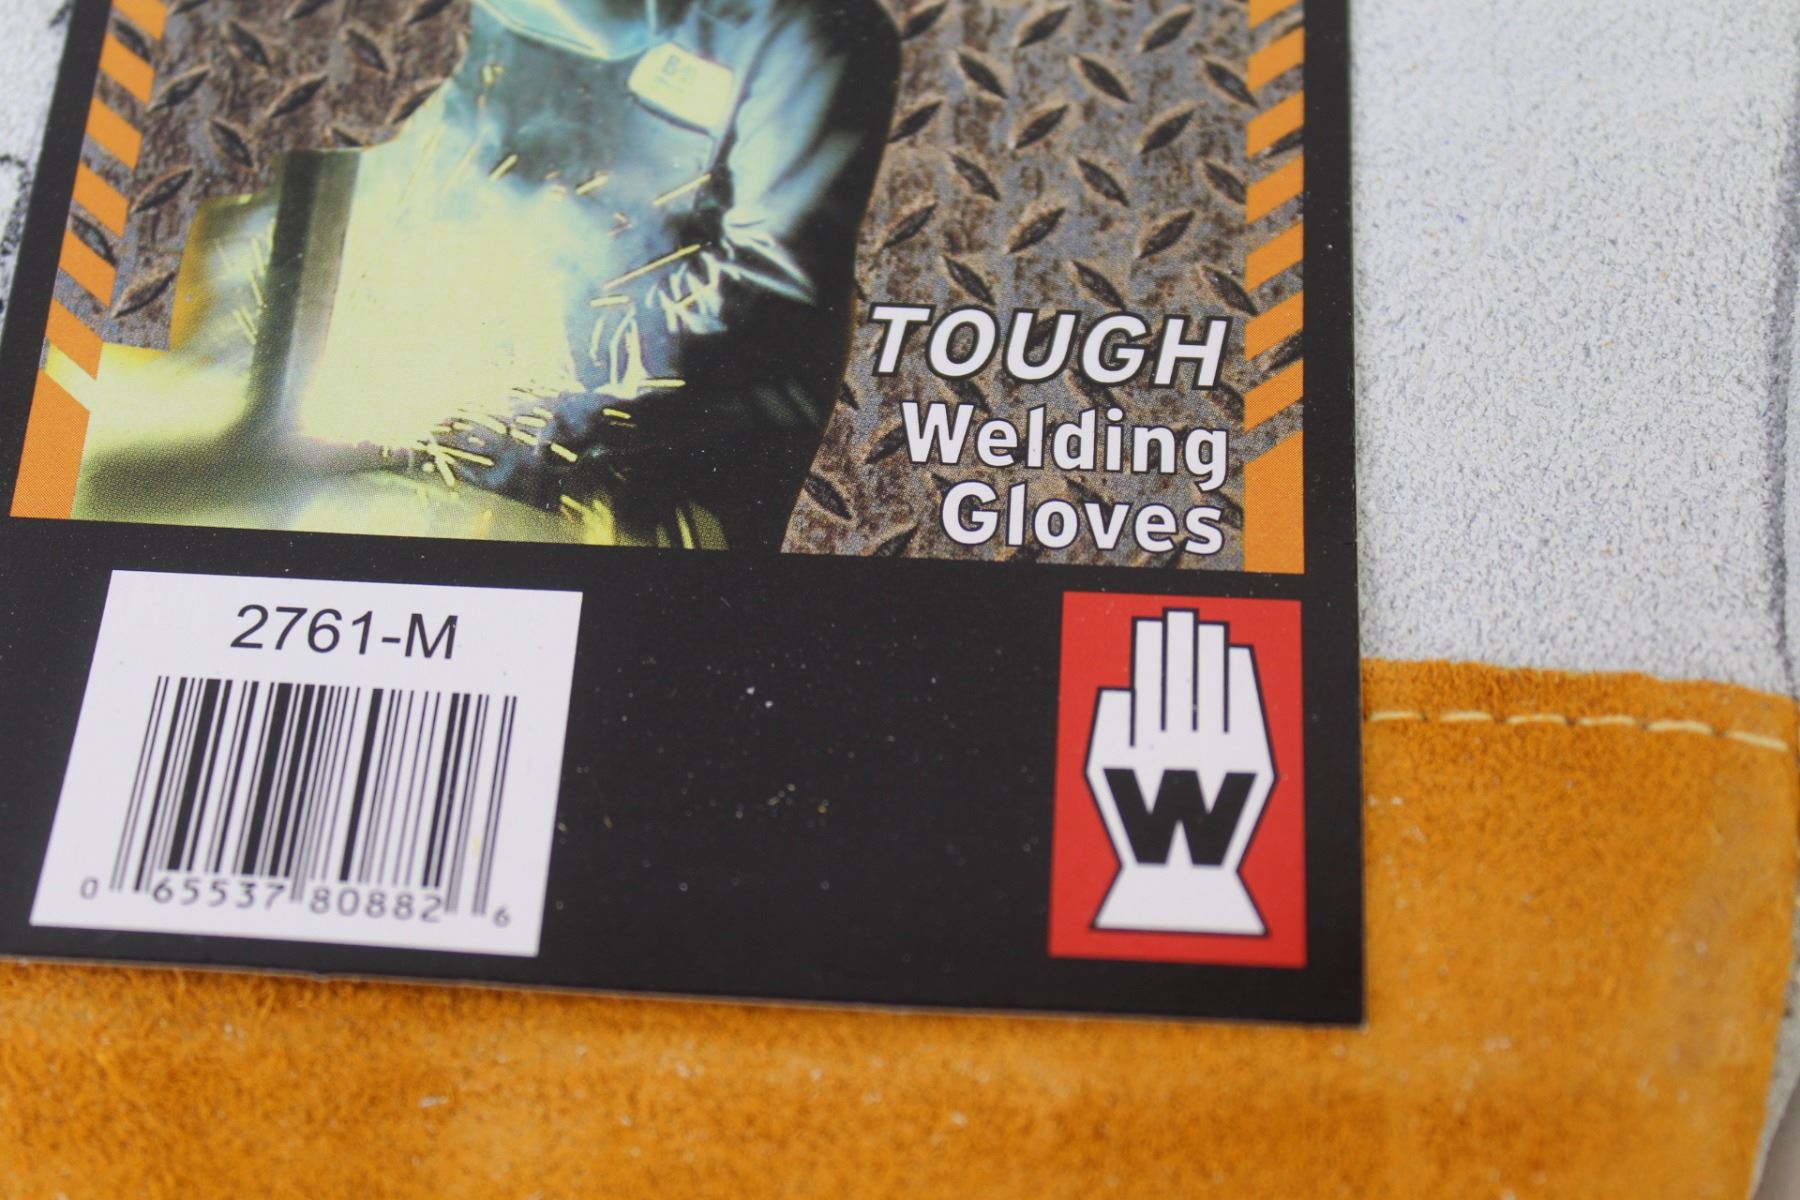 TOUGH
Welding
Gloves
2761-M
0 65537 80882 6
W